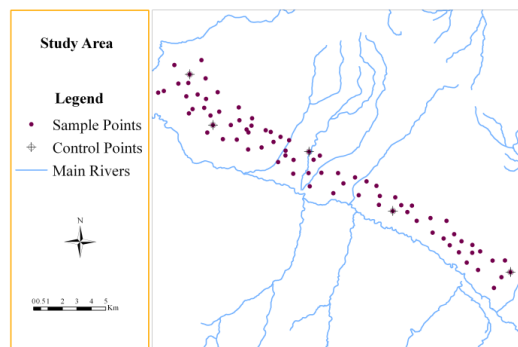 Study Area
Legend
Sample Points
Control Points
Main Rivers
N
0 0.5 1 2 3 4 5
Km